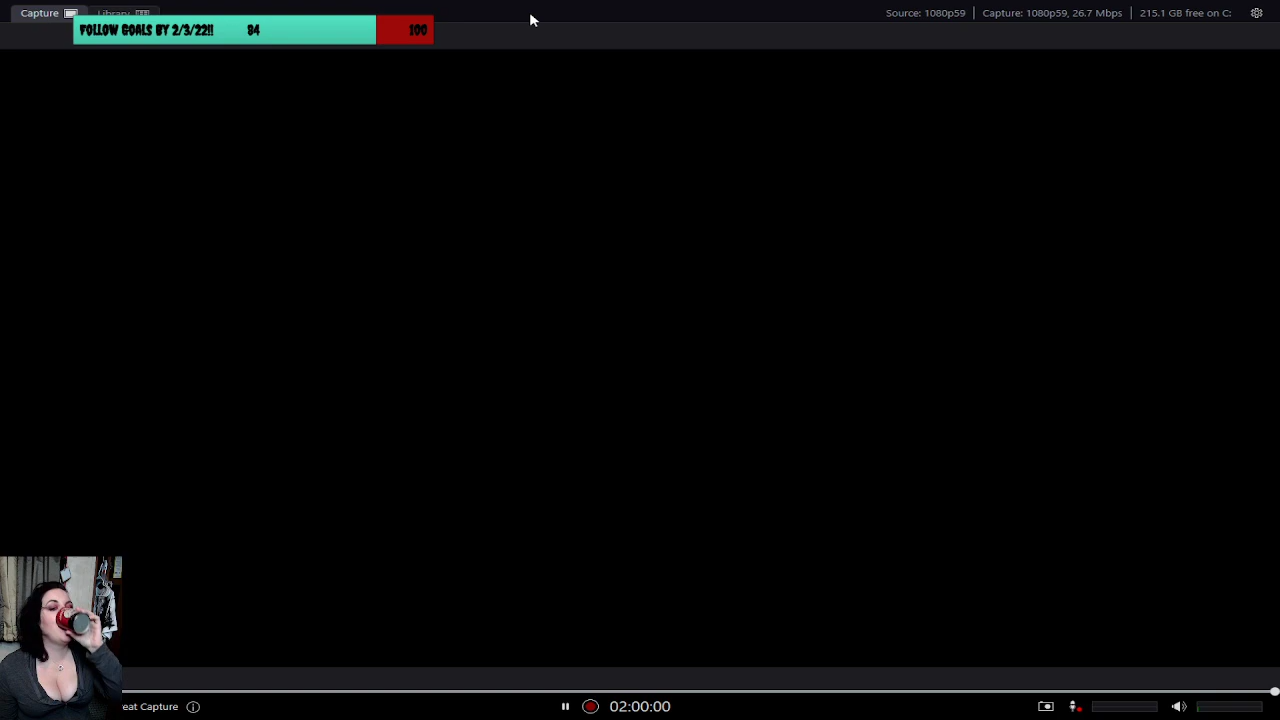 Capture Library Source: 1080p59 Capture: 1080p59, 26.7 Mbps 215.1 GB free on C:
FOLLOW GOALS BY 2/3/22!! 84 100
eat Capture 02:00:00